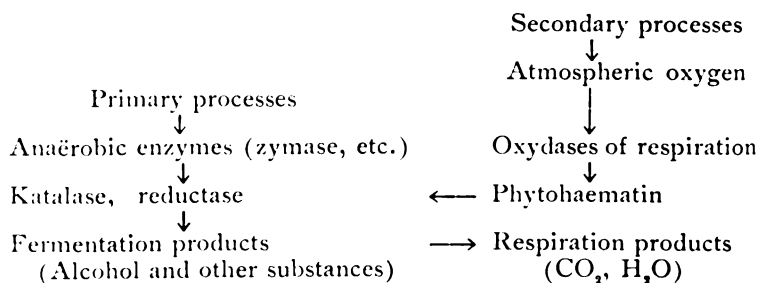 Secondary processes
Atmospheric oxygen
Primary processes
Anaërobic enzymes (zymase, etc.) Oxydases of respiration
Katalase, reductase Phytohaematin
Fermentation products Respiration products
(Alcohol and other substances) (CO₂, H₂O)